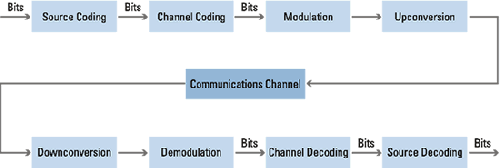 Bits Bits Bits
Source Coding Channel Coding Modulation Upconversion
Communications Channel
Bits Bits Bits
Downconversion Demodulation Channel Decoding Source Decoding